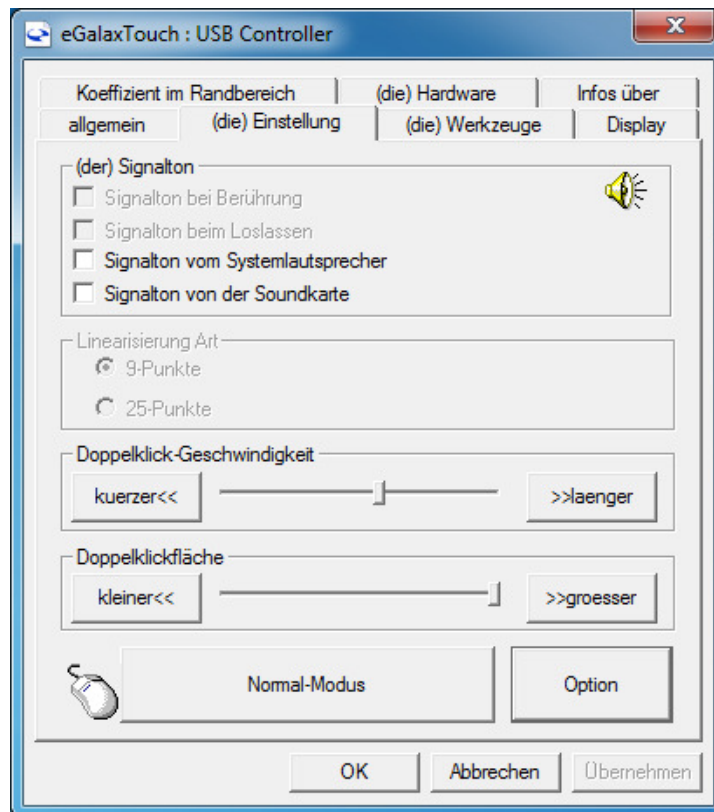 eGalaxTouch : USB Controller
Koeffizient im Randbereich
(die) Hardware
Infos über
allgemein
(die) Einstellung
(die) Werkzeuge
Display
(der) Signalton
Signalton bei Berührung
Signalton beim Loslassen
Signalton vom Systemlautsprecher
Signalton von der Soundkarte
Linearisierung Art
9-Punkte
25-Punkte
Doppelklick-Geschwindigkeit
kuerzer<<
>>laenger
Doppelklickfläche
kleiner<<
>>groesser
Normal-Modus
Option
OK
Abbrechen
Übernehmen